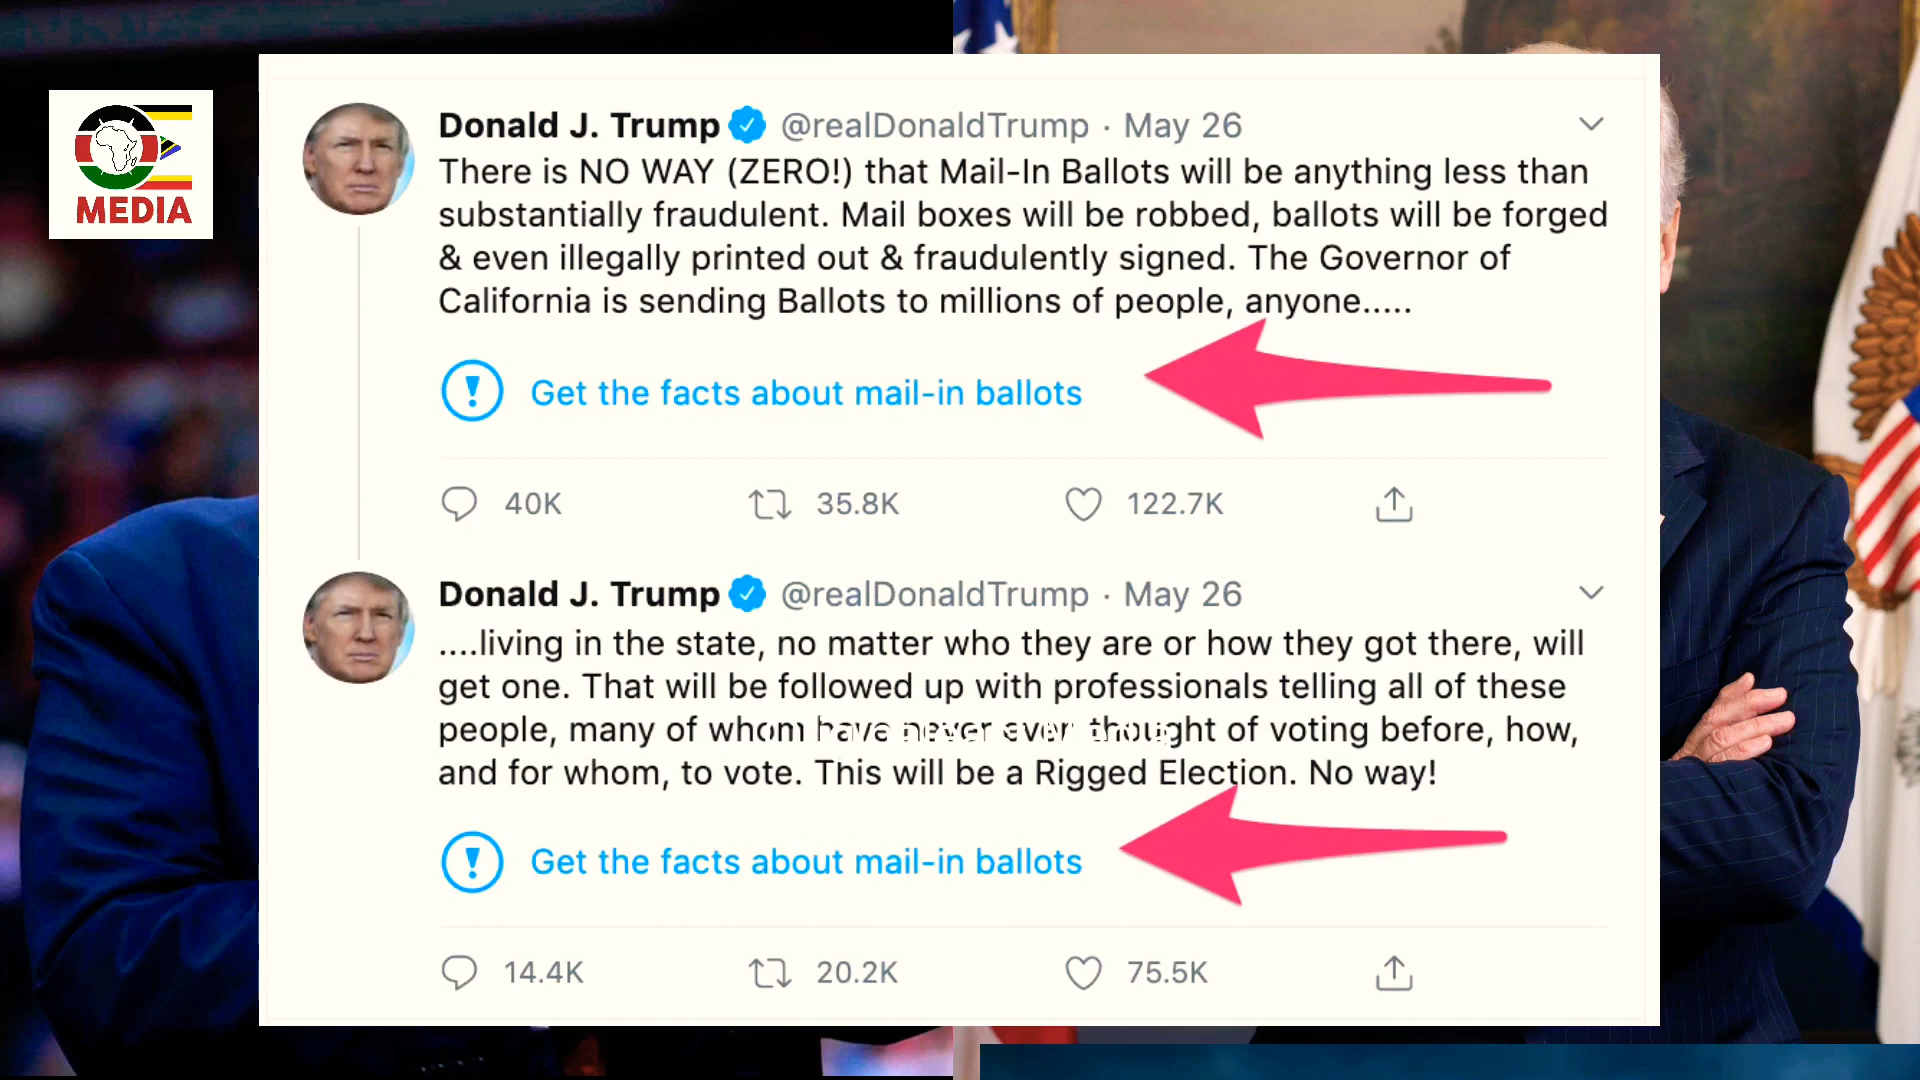 MEDIA
Donald J. Trump @realDonaldTrump · May 26
There is NO WAY (ZERO!) that Mail-In Ballots will be anything less than
substantially fraudulent. Mail boxes will be robbed, ballots will be forged
& even illegally printed out & fraudulently signed. The Governor of
California is sending Ballots to millions of people, anyone.....
Get the facts about mail-in ballots
40K 35.8K 122.7K
Donald J. Trump @realDonaldTrump · May 26
....living in the state, no matter who they are or how they got there, will
get one. That will be followed up with professionals telling all of these
people, many of whom have never even thought of voting before, how,
and for whom, to vote. This will be a Rigged Election. No way!
Get the facts about mail-in ballots
14.4K 20.2K 75.5K